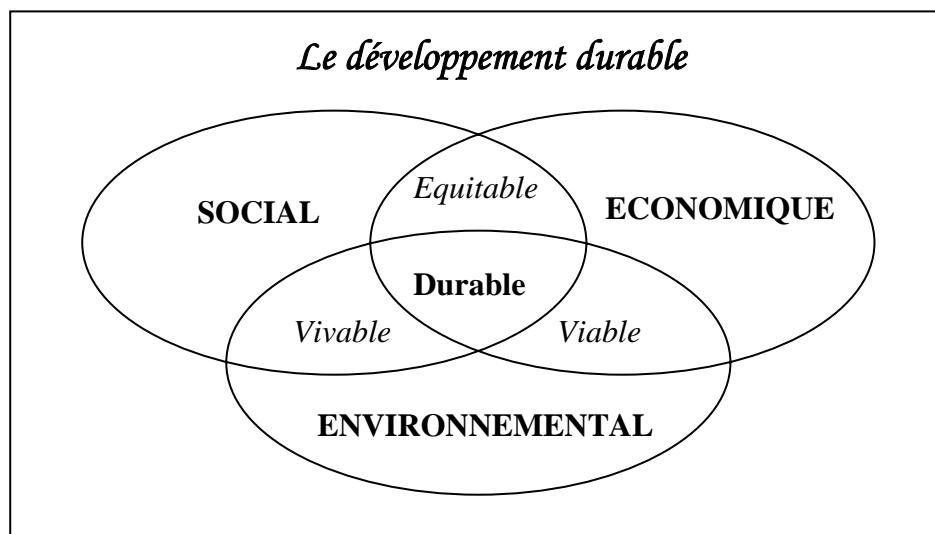 Le développement durable
Equitable
SOCIAL
ECONOMIQUE
Durable
Vivable
Viable
ENVIRONNEMENTAL